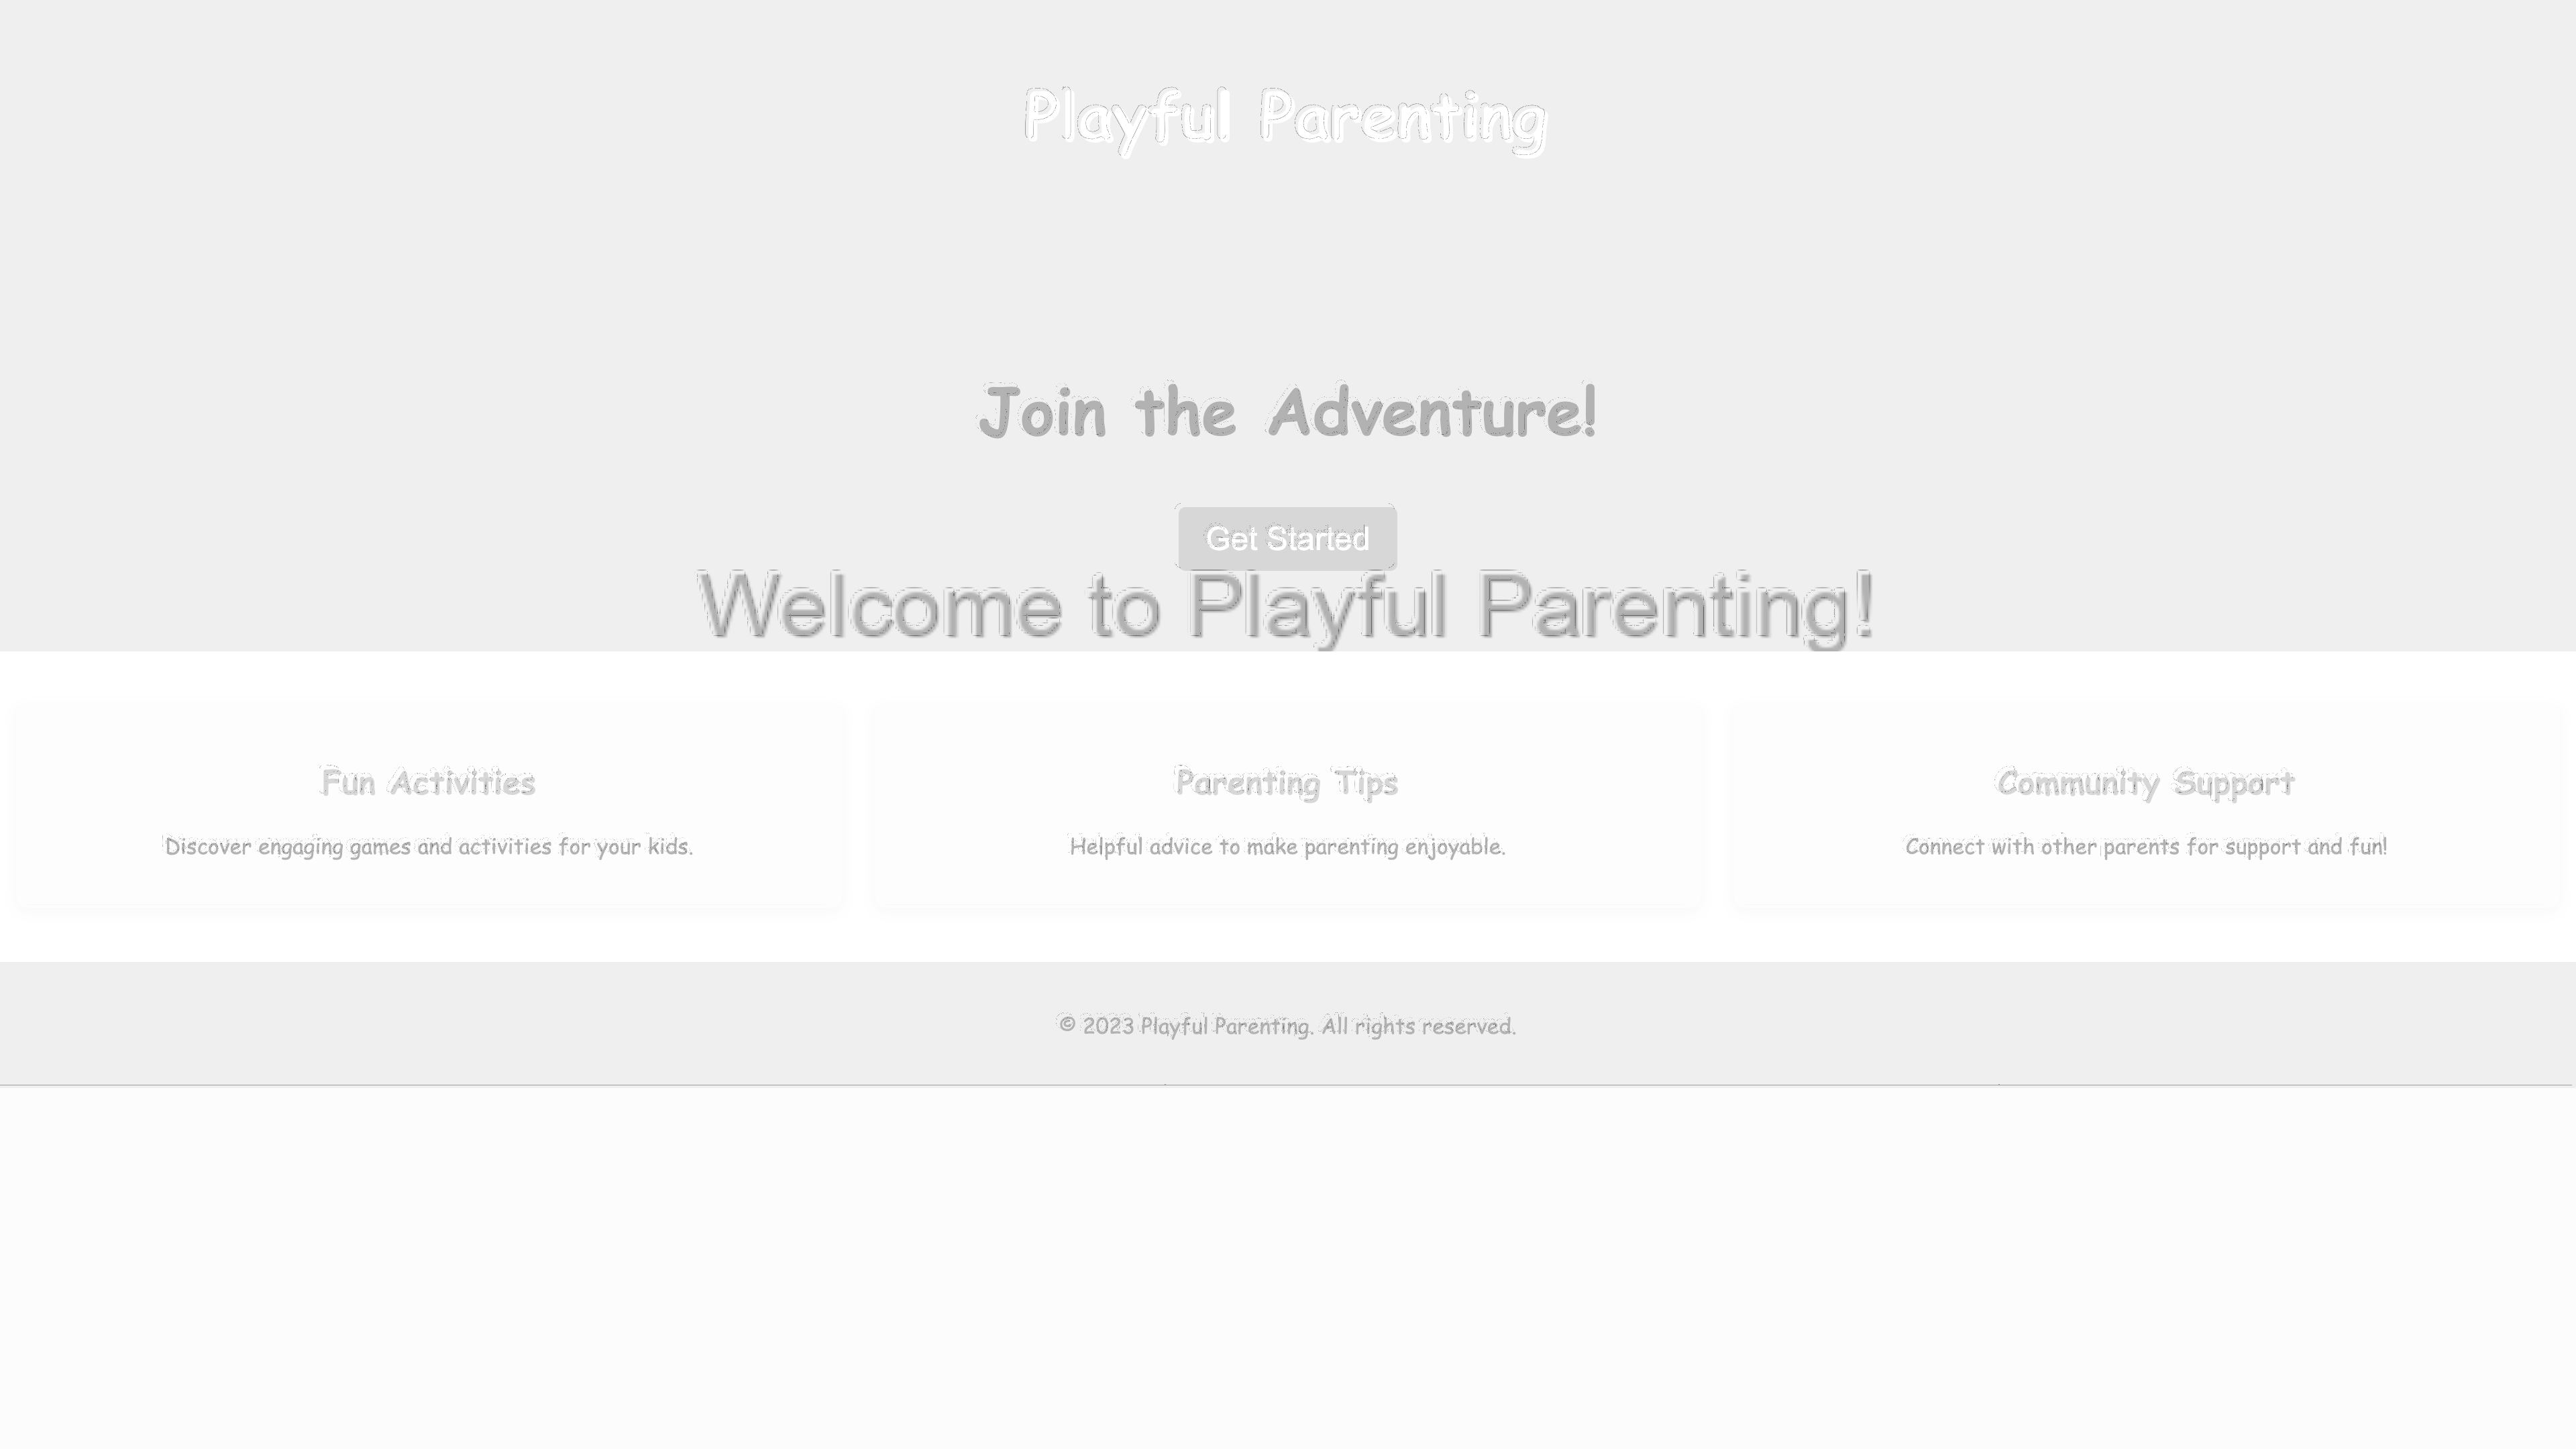 Playful Parenting
Join the Adventure!
Get Started
Welcome to Playful Parenting!
Fun Activities
Discover engaging games and activities for your kids.
Parenting Tips
Helpful advice to make parenting enjoyable.
Community Support
Connect with other parents for support and fun!
© 2023 Playful Parenting. All rights reserved.